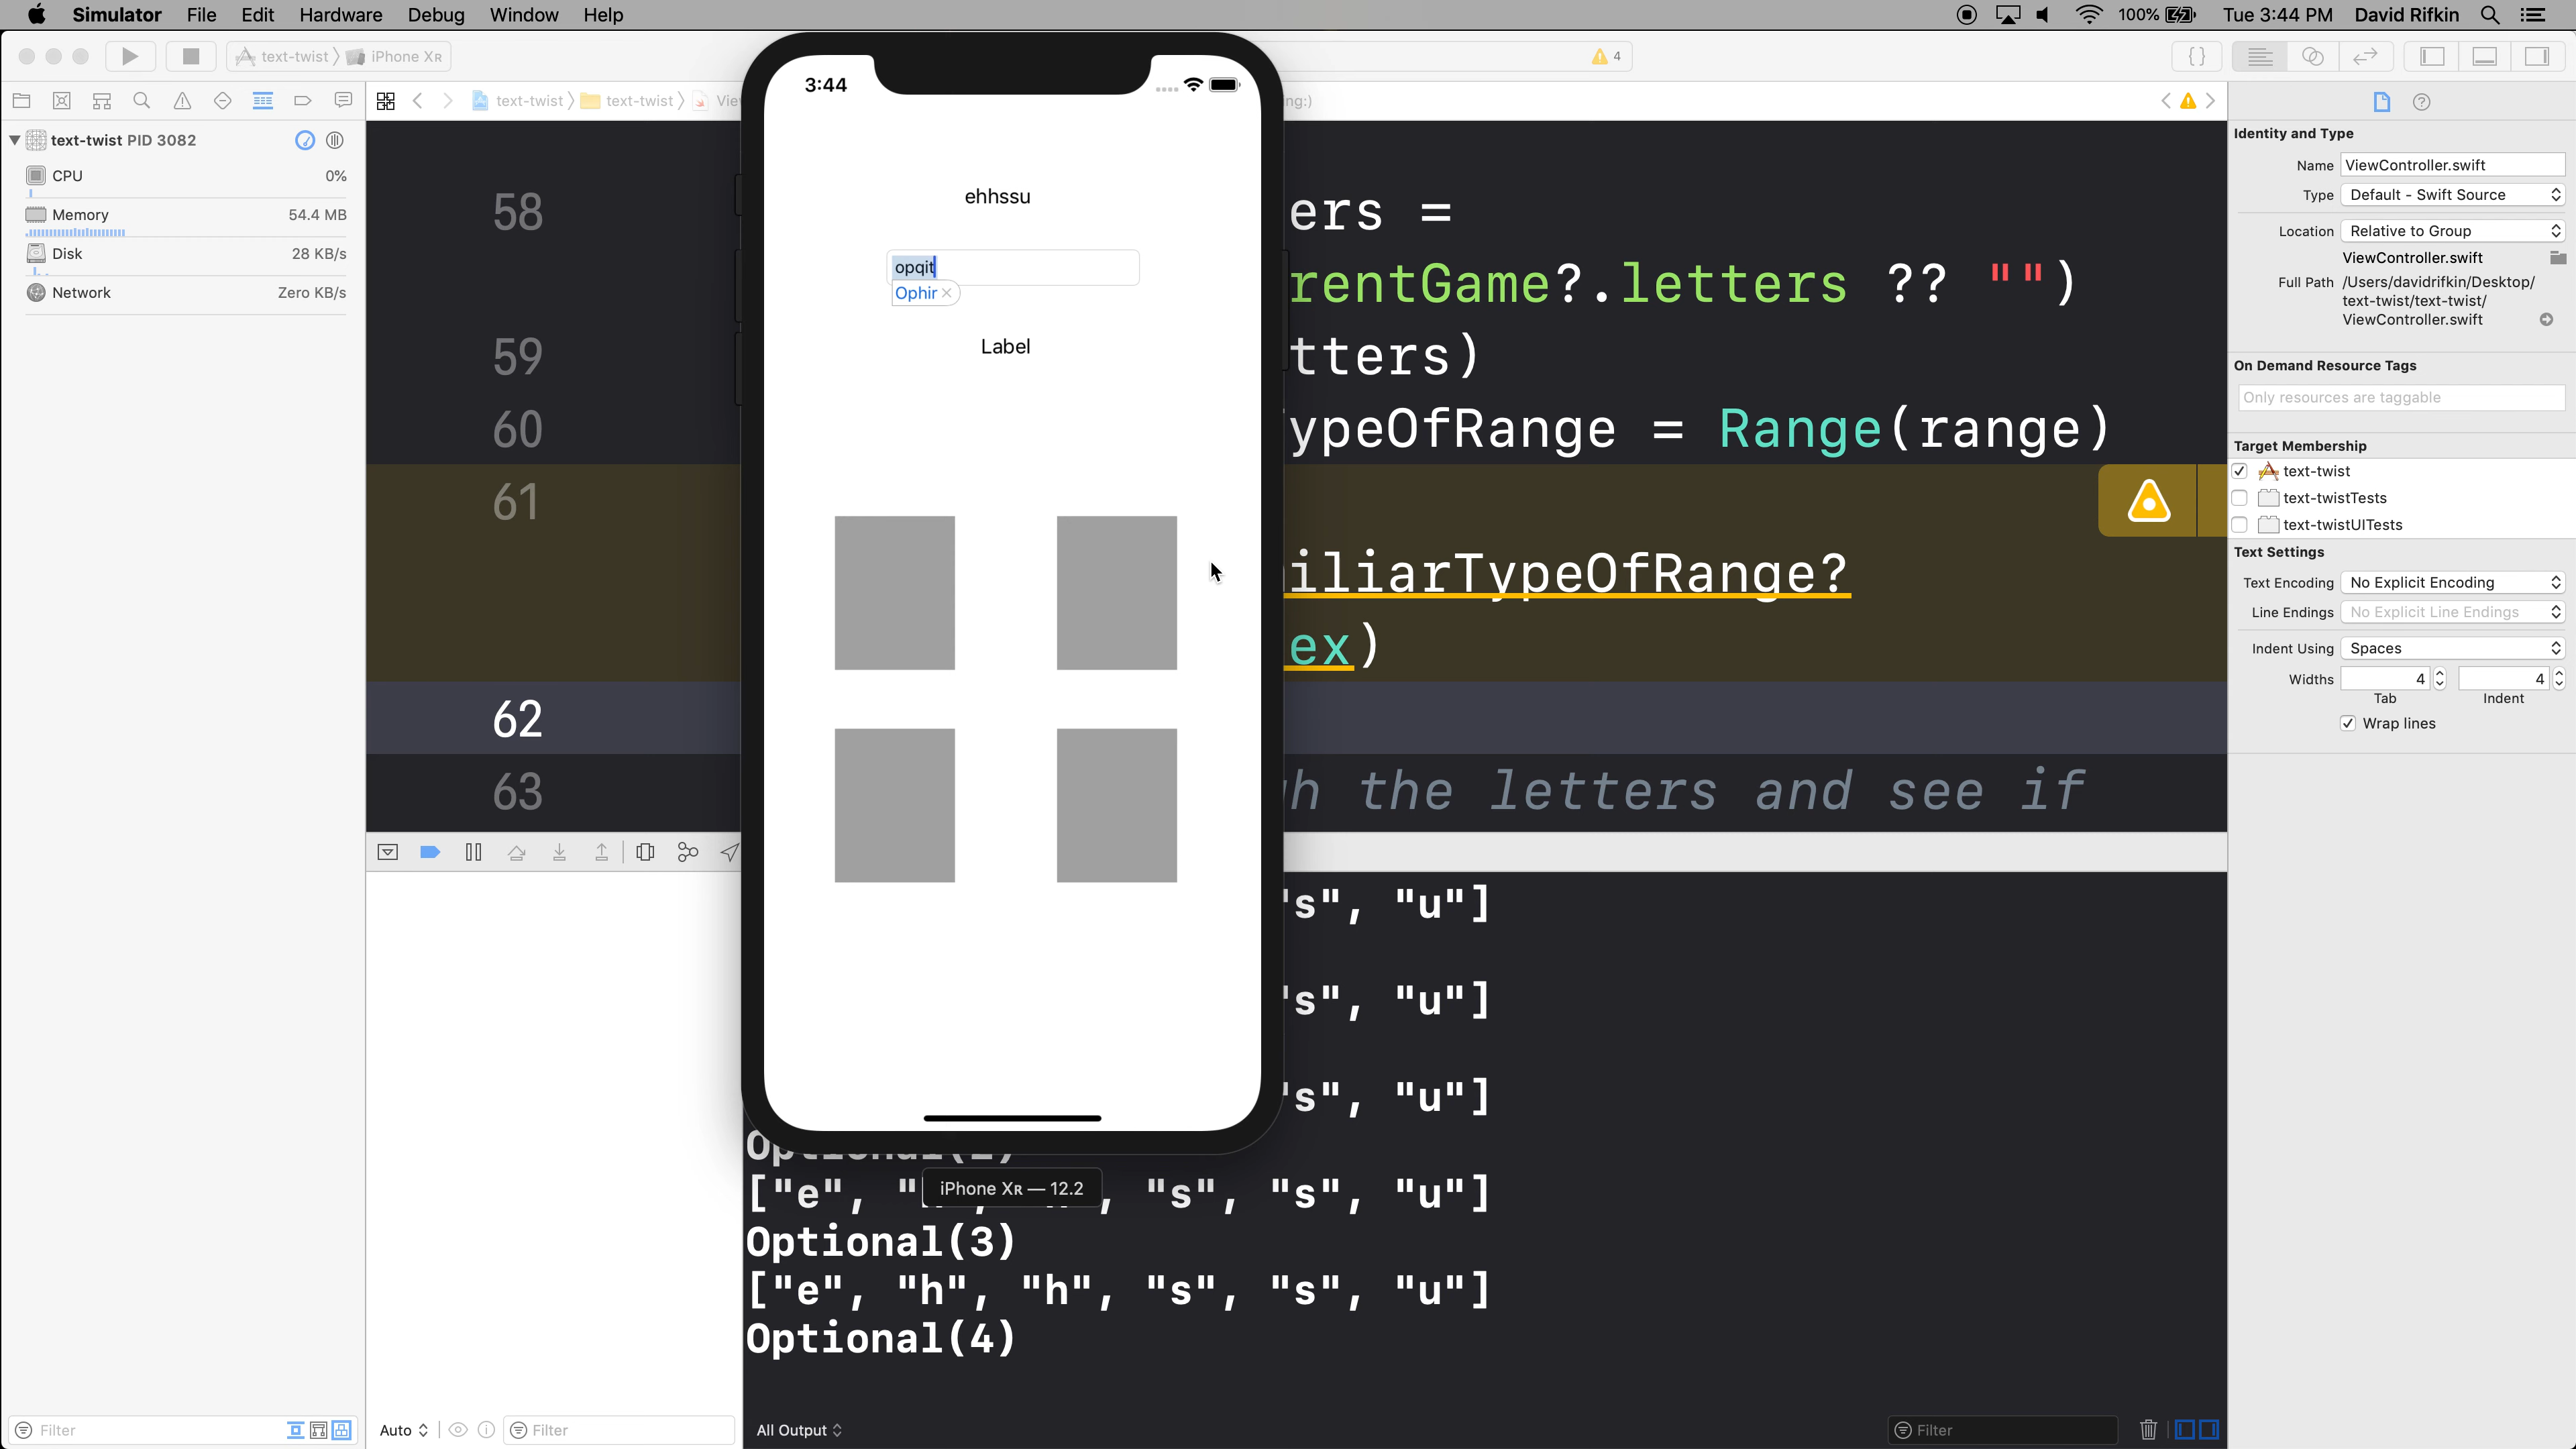 Simulator File Edit Hardware Debug Window Help
100% Tue 3:44 PM David Rifkin
text-twist iPhone XR
4
text-twist text-twist
ng:)
text-twist PID 3082
CPU 0%
Memory 54.4 MB
Disk 28 KB/s
Network Zero KB/s
3:44
ehhssu
opqit
Ophir ×
Label
58 ers =
rentGame?.letters ?? "")
59 tters)
60 ypeOfRange = Range(range)
61
iliarTypeOfRange?
ex)
62
63 h the letters and see if
"s", "u"]
"s", "u"]
"s", "u"]
["e", "s", "s", "u"]
iPhone XR — 12.2
Optional(3)
["e", "h", "h", "s", "s", "u"]
Optional(4)
Filter
Auto
Filter
All Output
Filter
Identity and Type
Name ViewController.swift
Type Default - Swift Source
Location Relative to Group
ViewController.swift
Full Path /Users/davidrifkin/Desktop/
text-twist/text-twist/
ViewController.swift
On Demand Resource Tags
Only resources are taggable
Target Membership
text-twist
text-twistTests
text-twistUITests
Text Settings
Text Encoding No Explicit Encoding
Line Endings No Explicit Line Endings
Indent Using Spaces
Widths 4 4
Tab Indent
Wrap lines